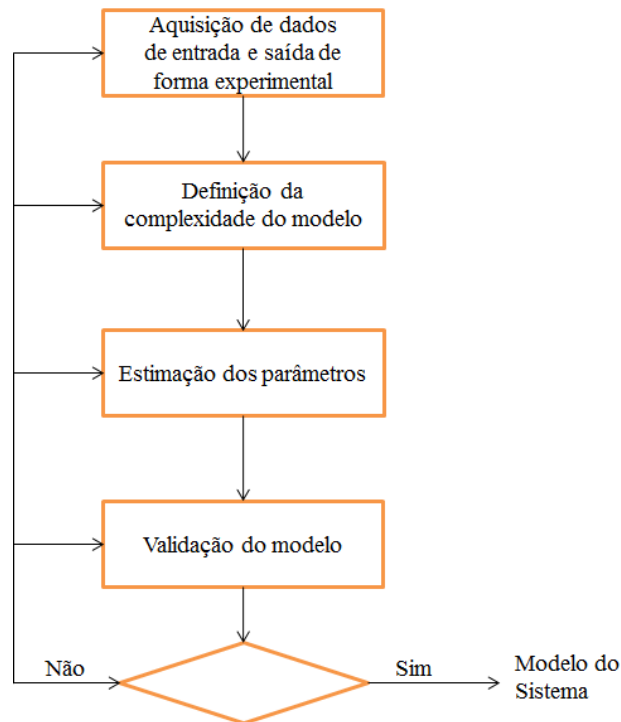 Aquisição de dados
de entrada e saída de
forma experimental
Definição da
complexidade do modelo
Estimação dos parâmetros
Validação do modelo
Não
Sim
Modelo do
Sistema